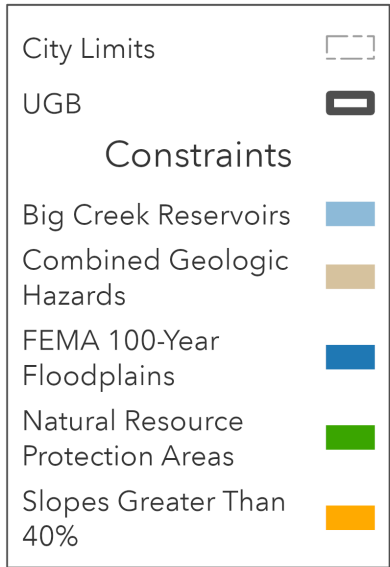 City Limits
UGB
Constraints
Big Creek Reservoirs
Combined Geologic
Hazards
FEMA 100-Year
Floodplains
Natural Resource
Protection Areas
Slopes Greater Than
40%